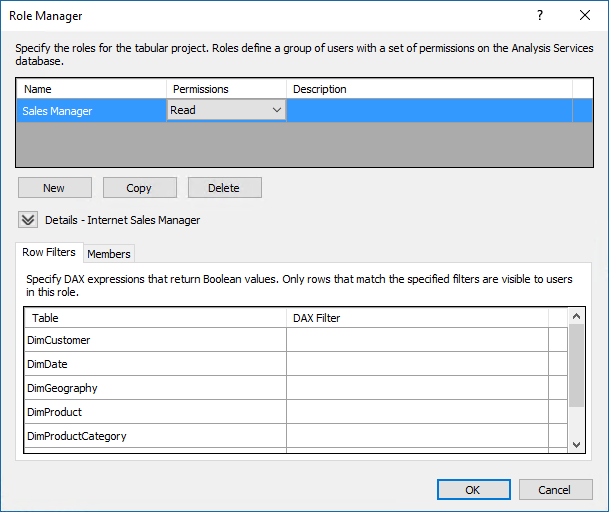 Role Manager
Specify the roles for the tabular project. Roles define a group of users with a set of permissions on the Analysis Services
database.
Name Permissions Description
Sales Manager Read
New Copy Delete
Details - Internet Sales Manager
Row Filters Members
Specify DAX expressions that return Boolean values. Only rows that match the specified filters are visible to users
in this role.
Table DAX Filter
DimCustomer
DimDate
DimGeography
DimProduct
DimProductCategory
OK Cancel